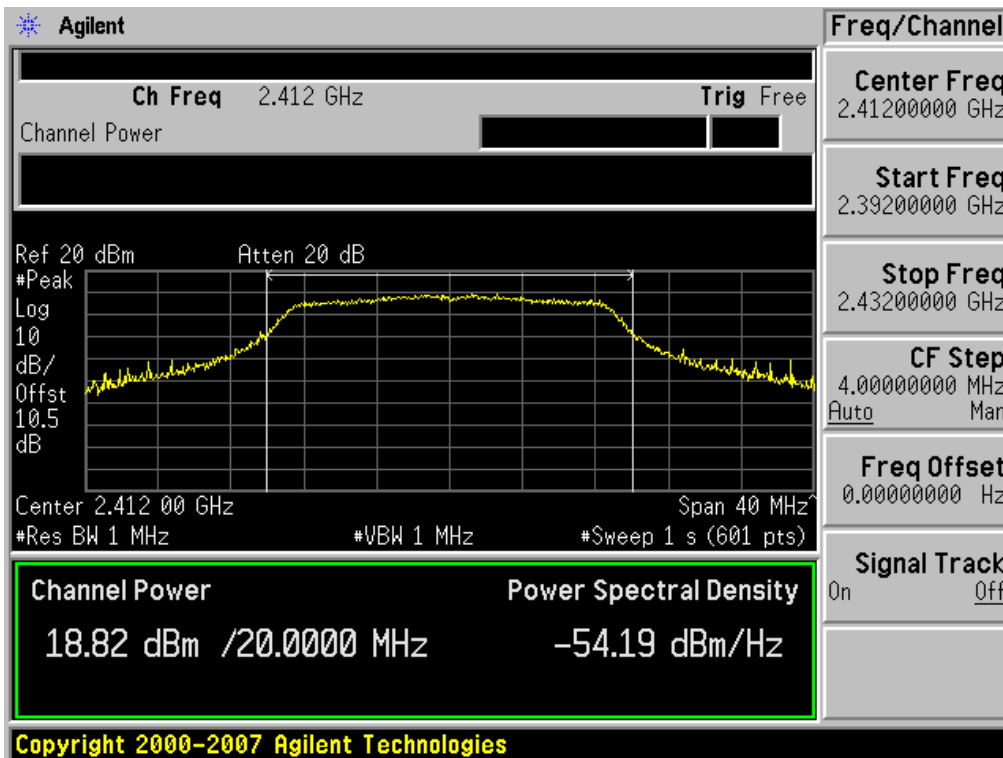 Agilent
Freq/Channel
Ch Freq 2.412 GHz Trig Free
Channel Power
Center Freq
2.41200000 GHz
Start Freq
2.39200000 GHz
Stop Freq
2.43200000 GHz
CF Step
4.00000000 MHz
Auto Man
Freq Offset
0.00000000 Hz
Signal Track
On Off
Ref 20 dBm Atten 20 dB
#Peak
Log
10
dB/
Offst
10.5
dB
Center 2.412 00 GHz Span 40 MHz^
#Res BW 1 MHz #VBW 1 MHz #Sweep 1 s (601 pts)
Channel Power Power Spectral Density
18.82 dBm /20.0000 MHz -54.19 dBm/Hz
Copyright 2000-2007 Agilent Technologies